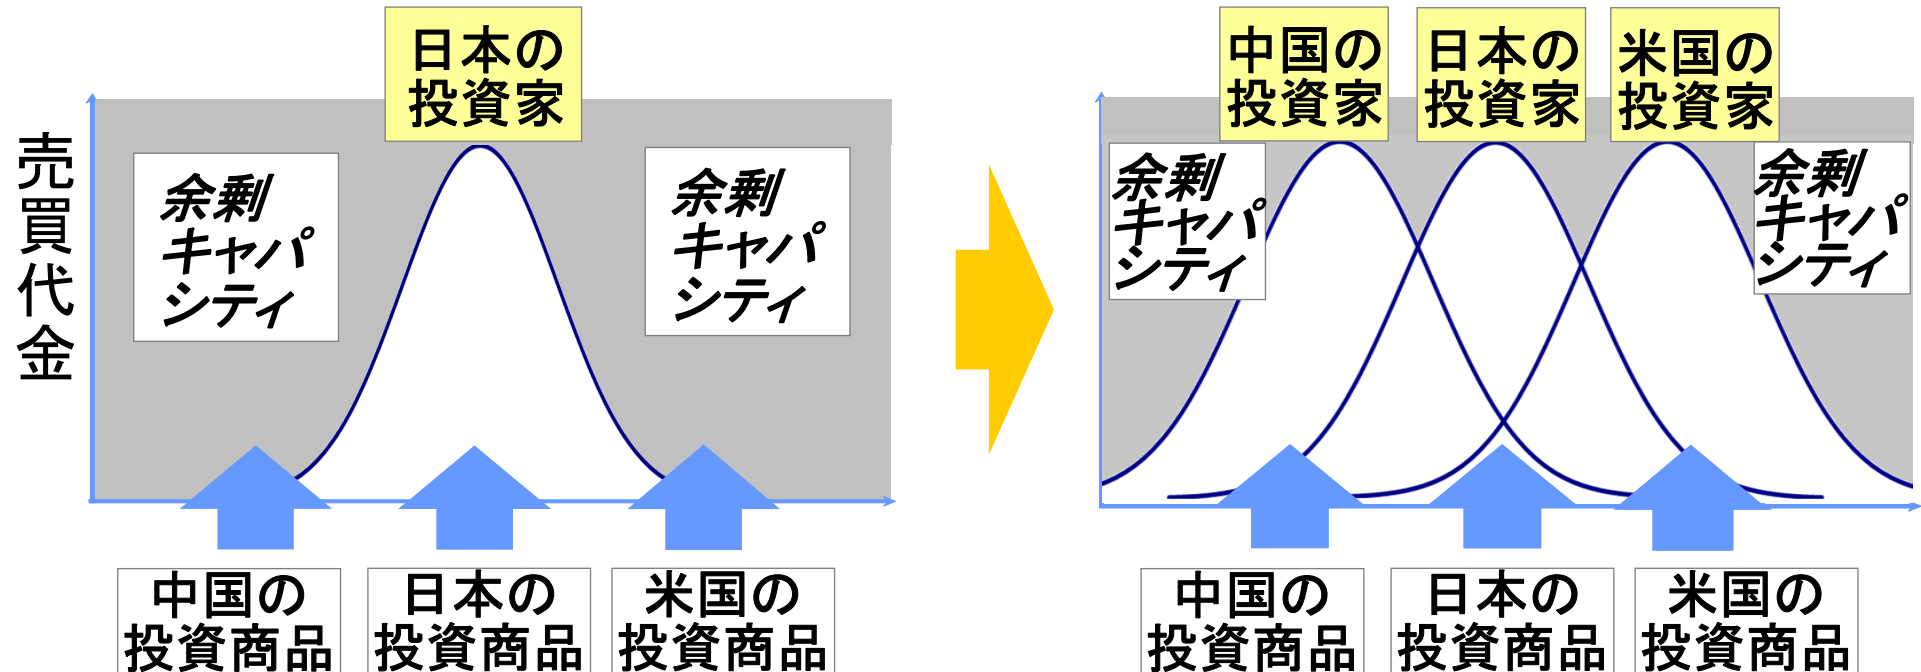 日本の
投資家
中国の
投資家
日本の
投資家
米国の
投資家
売買代金
余剰
キャパ
シティ
余剰
キャパ
シティ
余剰
キャパ
シティ
余剰
キャパ
シティ
中国の
投資商品
日本の
投資商品
米国の
投資商品
中国の
投資商品
日本の
投資商品
米国の
投資商品